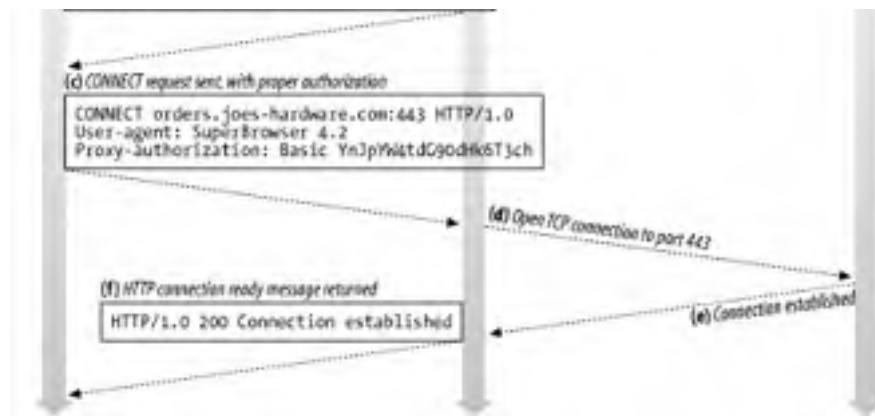 (c) CONNECT request sent, with proper authorization
CONNECT orders.joes-hardware.com:443 HTTP/1.0
User-agent: SuperBrowser 4.2
Proxy-authorization: Basic
(d) Open TCP connection to port 443
(e) Connection established
(f) HTTP connection ready message returned
HTTP/1.0 200 Connection established